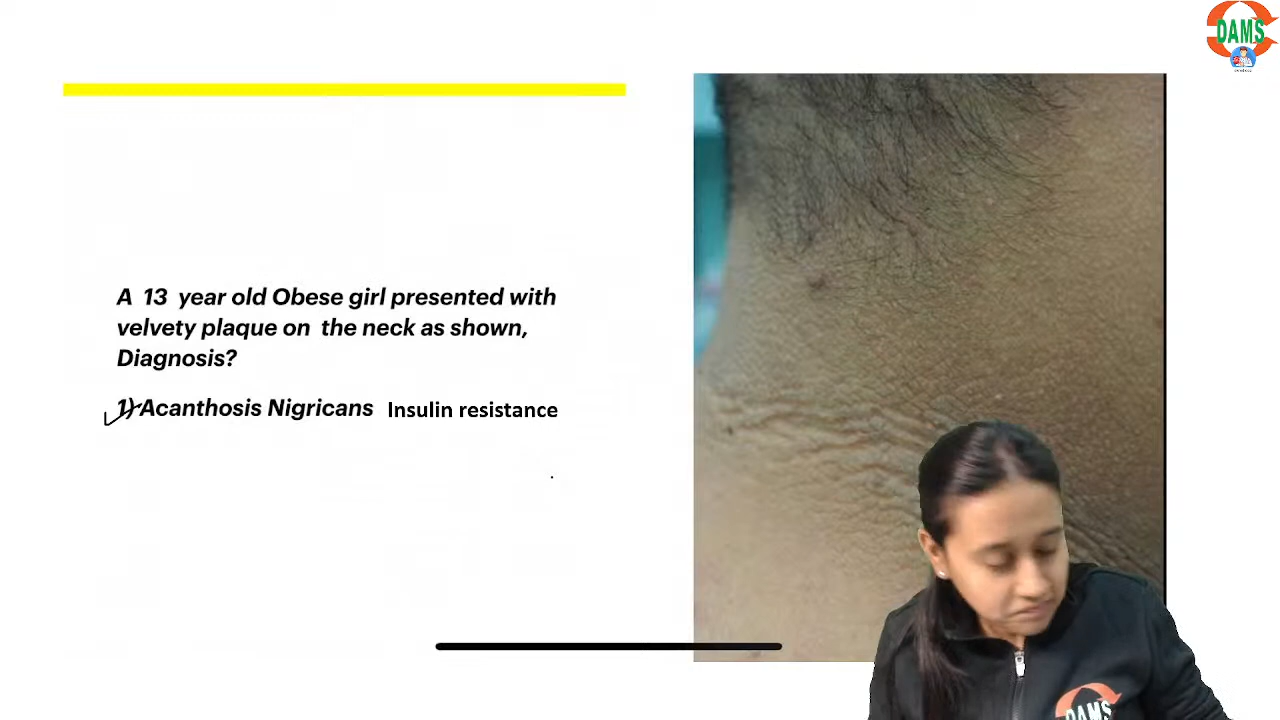 DAMS
A 13 year old Obese girl presented with
velvety plaque on the neck as shown,
Diagnosis?
1) Acanthosis Nigricans Insulin resistance
DAMS